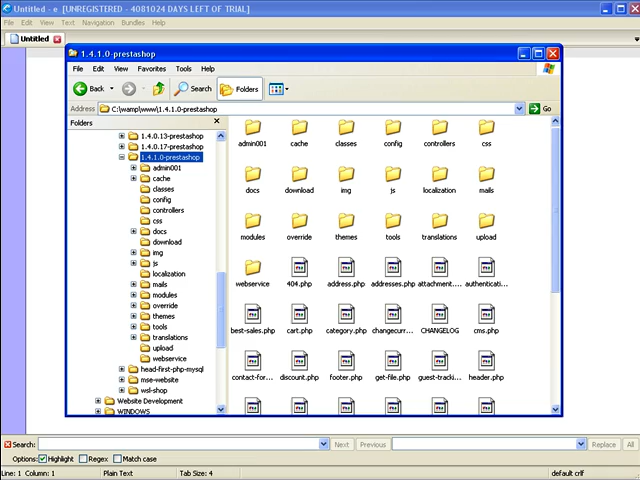 Untitled - e [UNREGISTERED - 4081024 DAYS LEFT OF TRIAL]
File Edit View Text Navigation Bundles Help
Untitled
1.4.1.0-prestashop
File Edit View Favorites Tools Help
Back Search Folders
Address C:\wamp\www\1.4.1.0-prestashop Go
Folders
1.4.0.13-prestashop
1.4.0.17-prestashop
1.4.1.0-prestashop
admin001
cache
classes
config
controllers
css
docs
download
img
js
localization
mails
modules
override
themes
tools
translations
upload
webservice
head-first-php-mysql
mse-website
wsl-shop
Website Development
WINDOWS
admin001 cache classes config controllers css
docs download img js localization mails
modules override themes tools translations upload
webservice 404.php address.php addresses.php attachment.... authenticati...
best-sales.php cart.php category.php changecurr... CHANGELOG cms.php
contact-for... discount.php footer.php get-file.php guest-tracki... header.php
Search: Next Previous Replace All
Options: Highlight Regex Match case
Line: 1 Column: 1 Plain Text Tab Size: 4 default crlf